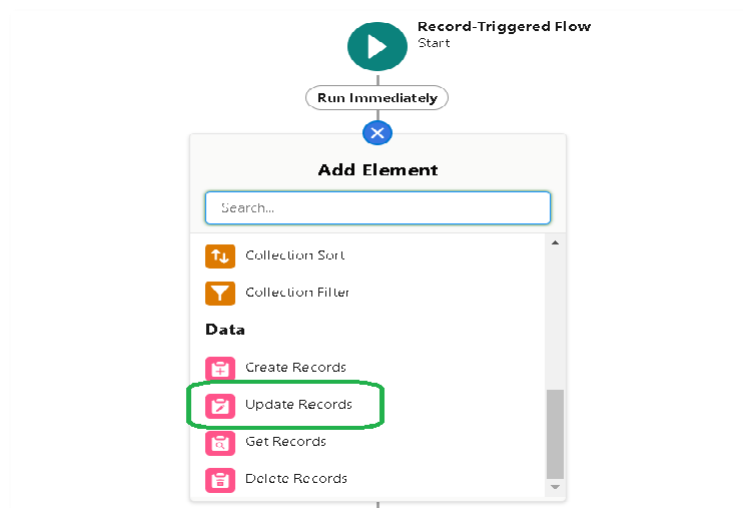 Record-Triggered Flow
Start
Run Immediately
Add Element
Search...
Collection Sort
Collection Filter
Data
Create Records
Update Records
Get Records
Delete Records